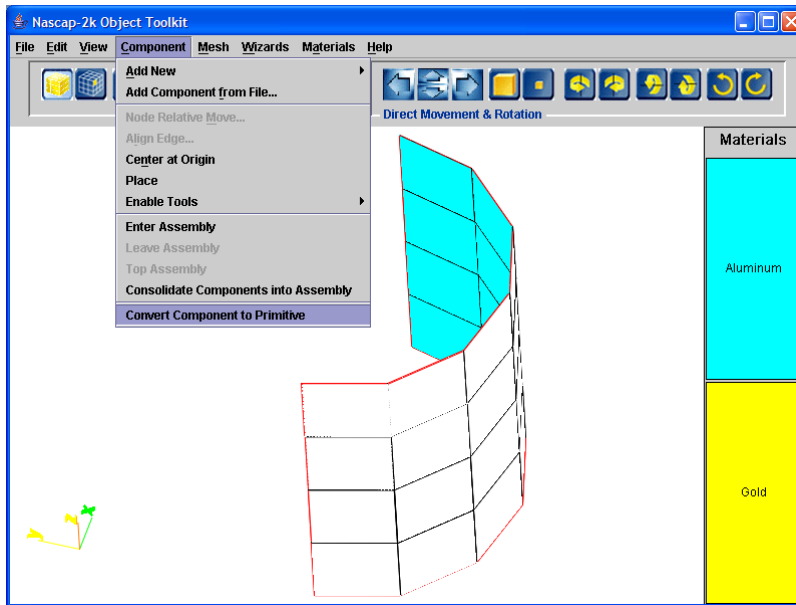 Nascap-2k Object Toolkit
File Edit View Component Mesh Wizards Materials Help
Add New
Add Component from File...
Node Relative Move...
Align Edge...
Center at Origin
Place
Enable Tools
Enter Assembly
Leave Assembly
Top Assembly
Consolidate Components into Assembly
Convert Component to Primitive
Direct Movement & Rotation
Materials
Aluminum
Gold
Y Z X